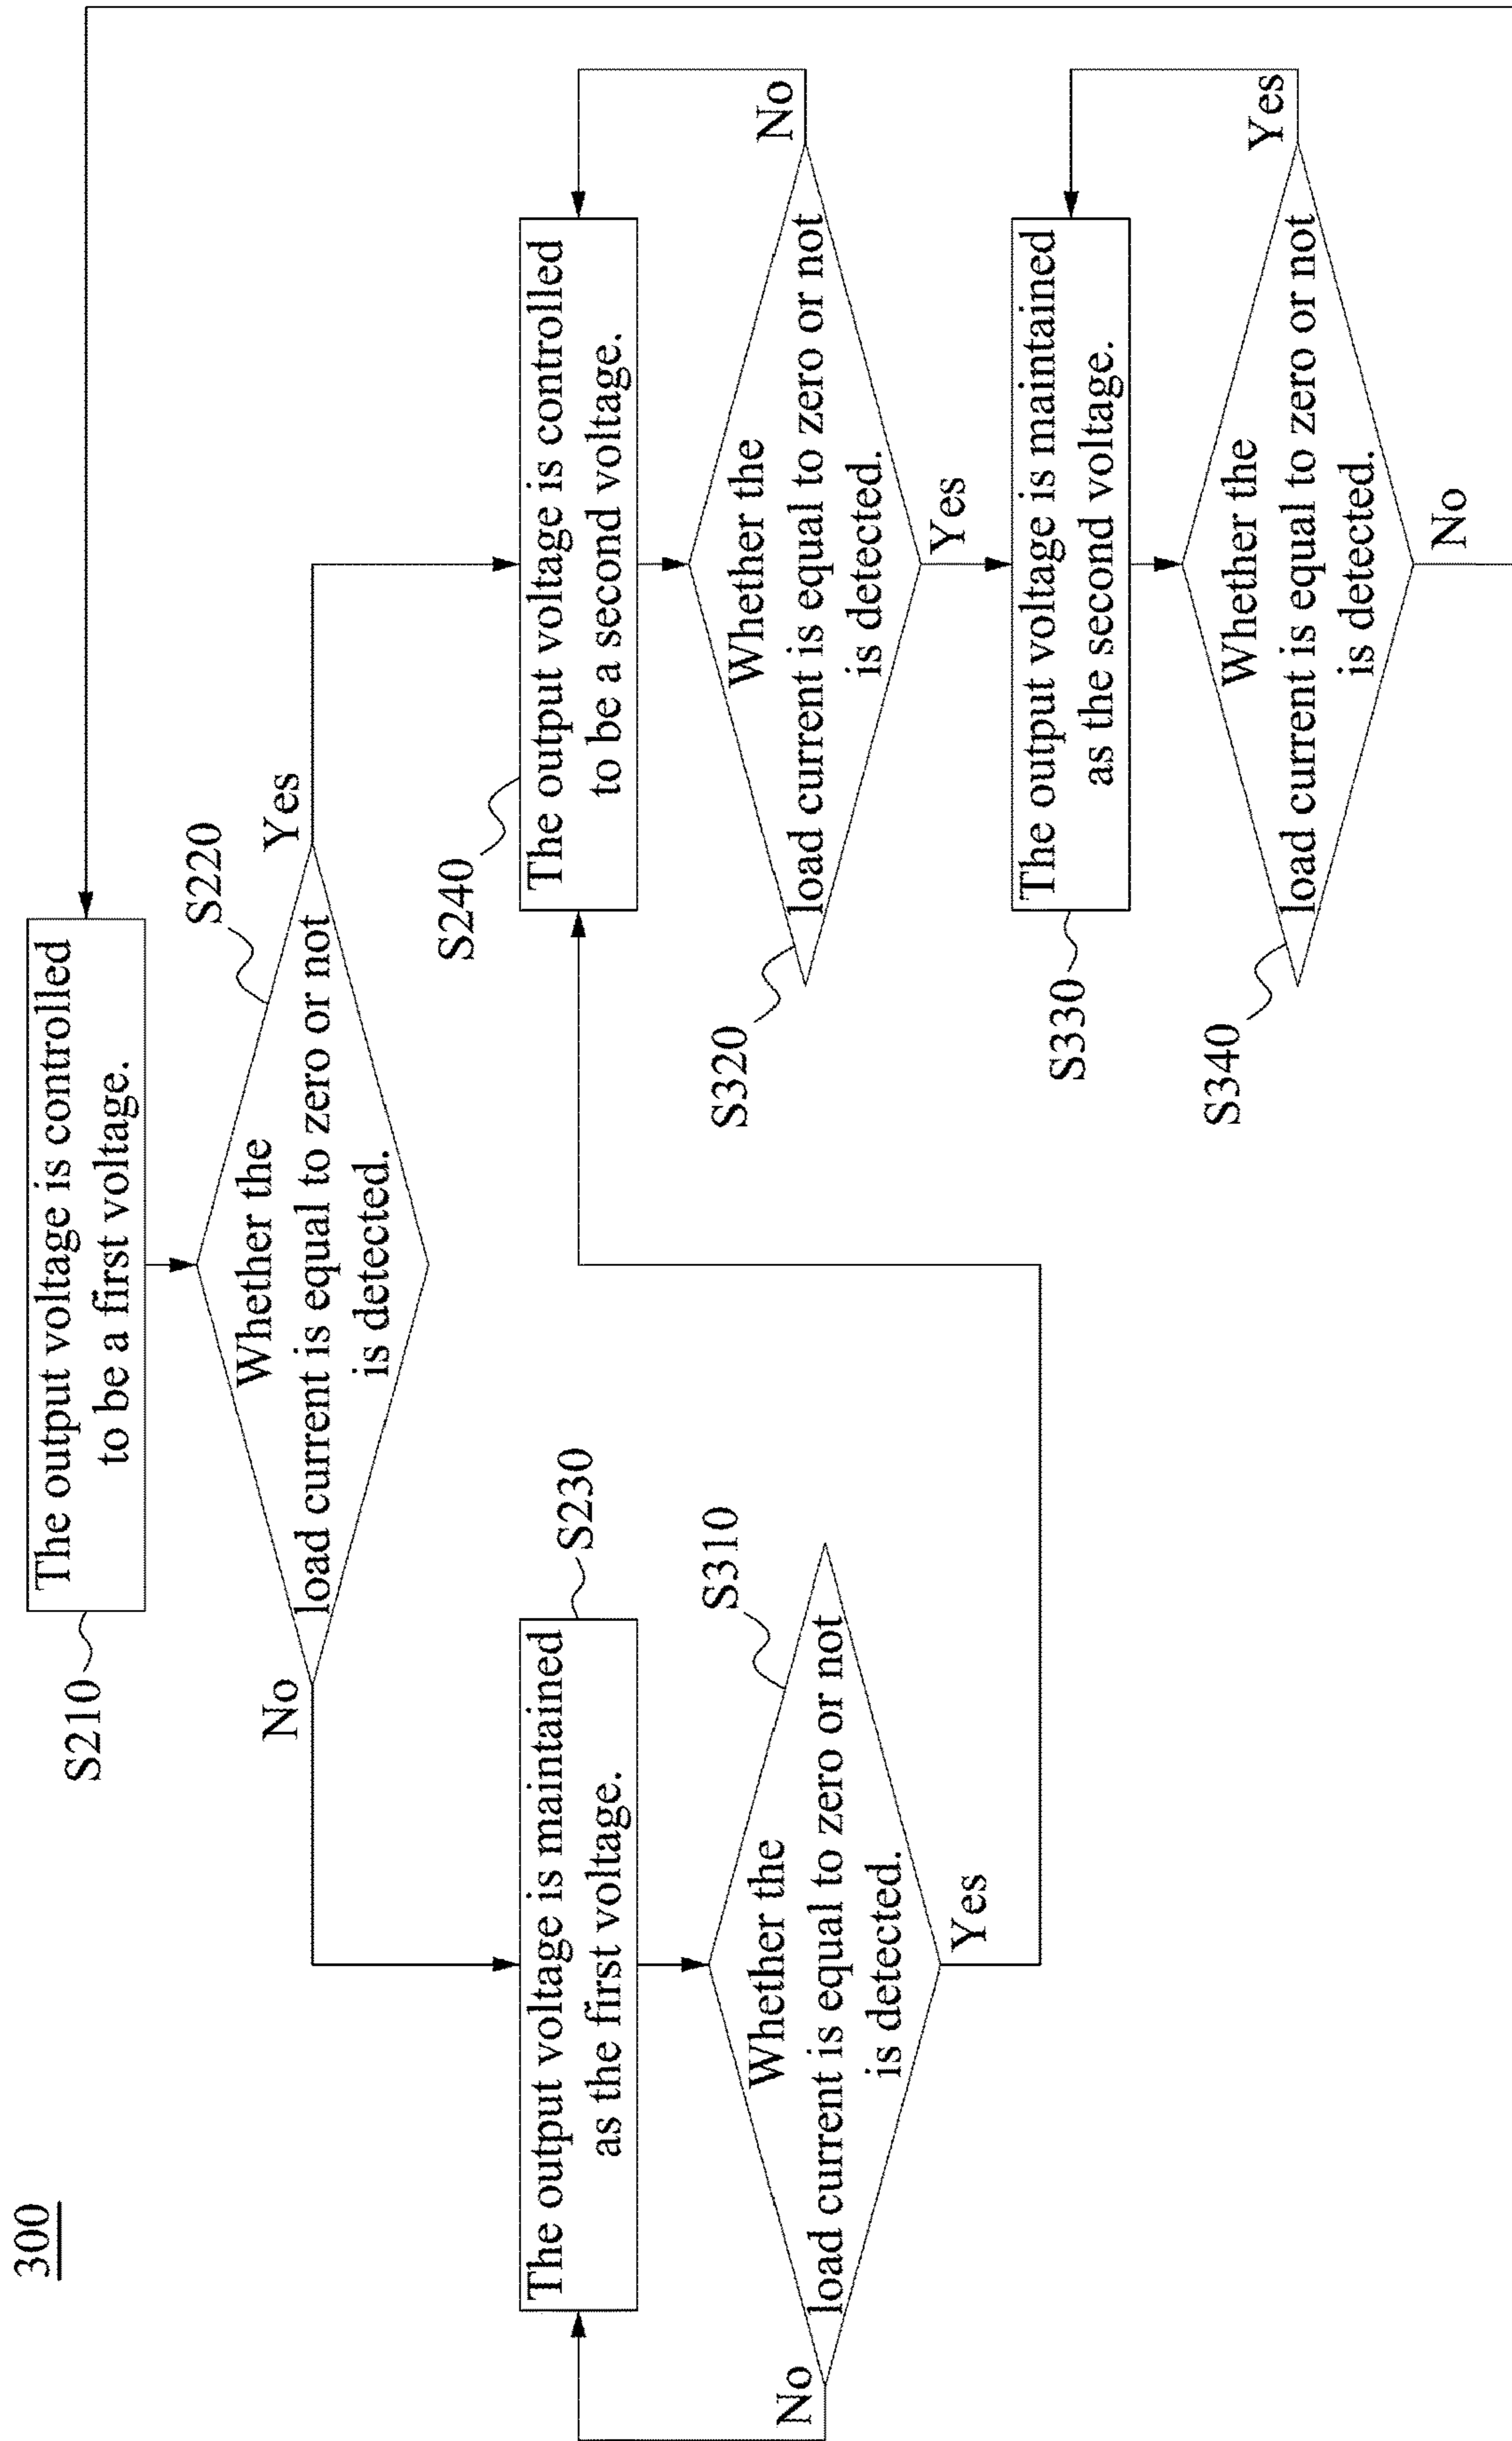 300
The output voltage is controlled
to be a first voltage.
S210
Whether the
load current is equal to zero or not
is detected.
S220
No
Yes
The output voltage is maintained
as the first voltage.
S230
Whether the
load current is equal to zero or not
is detected.
S310
No
Yes
The output voltage is controlled
to be a second voltage.
S240
Whether the
load current is equal to zero or not
is detected.
S320
No
Yes
The output voltage is maintained
as the second voltage.
S330
Whether the
load current is equal to zero or not
is detected.
S340
Yes
No